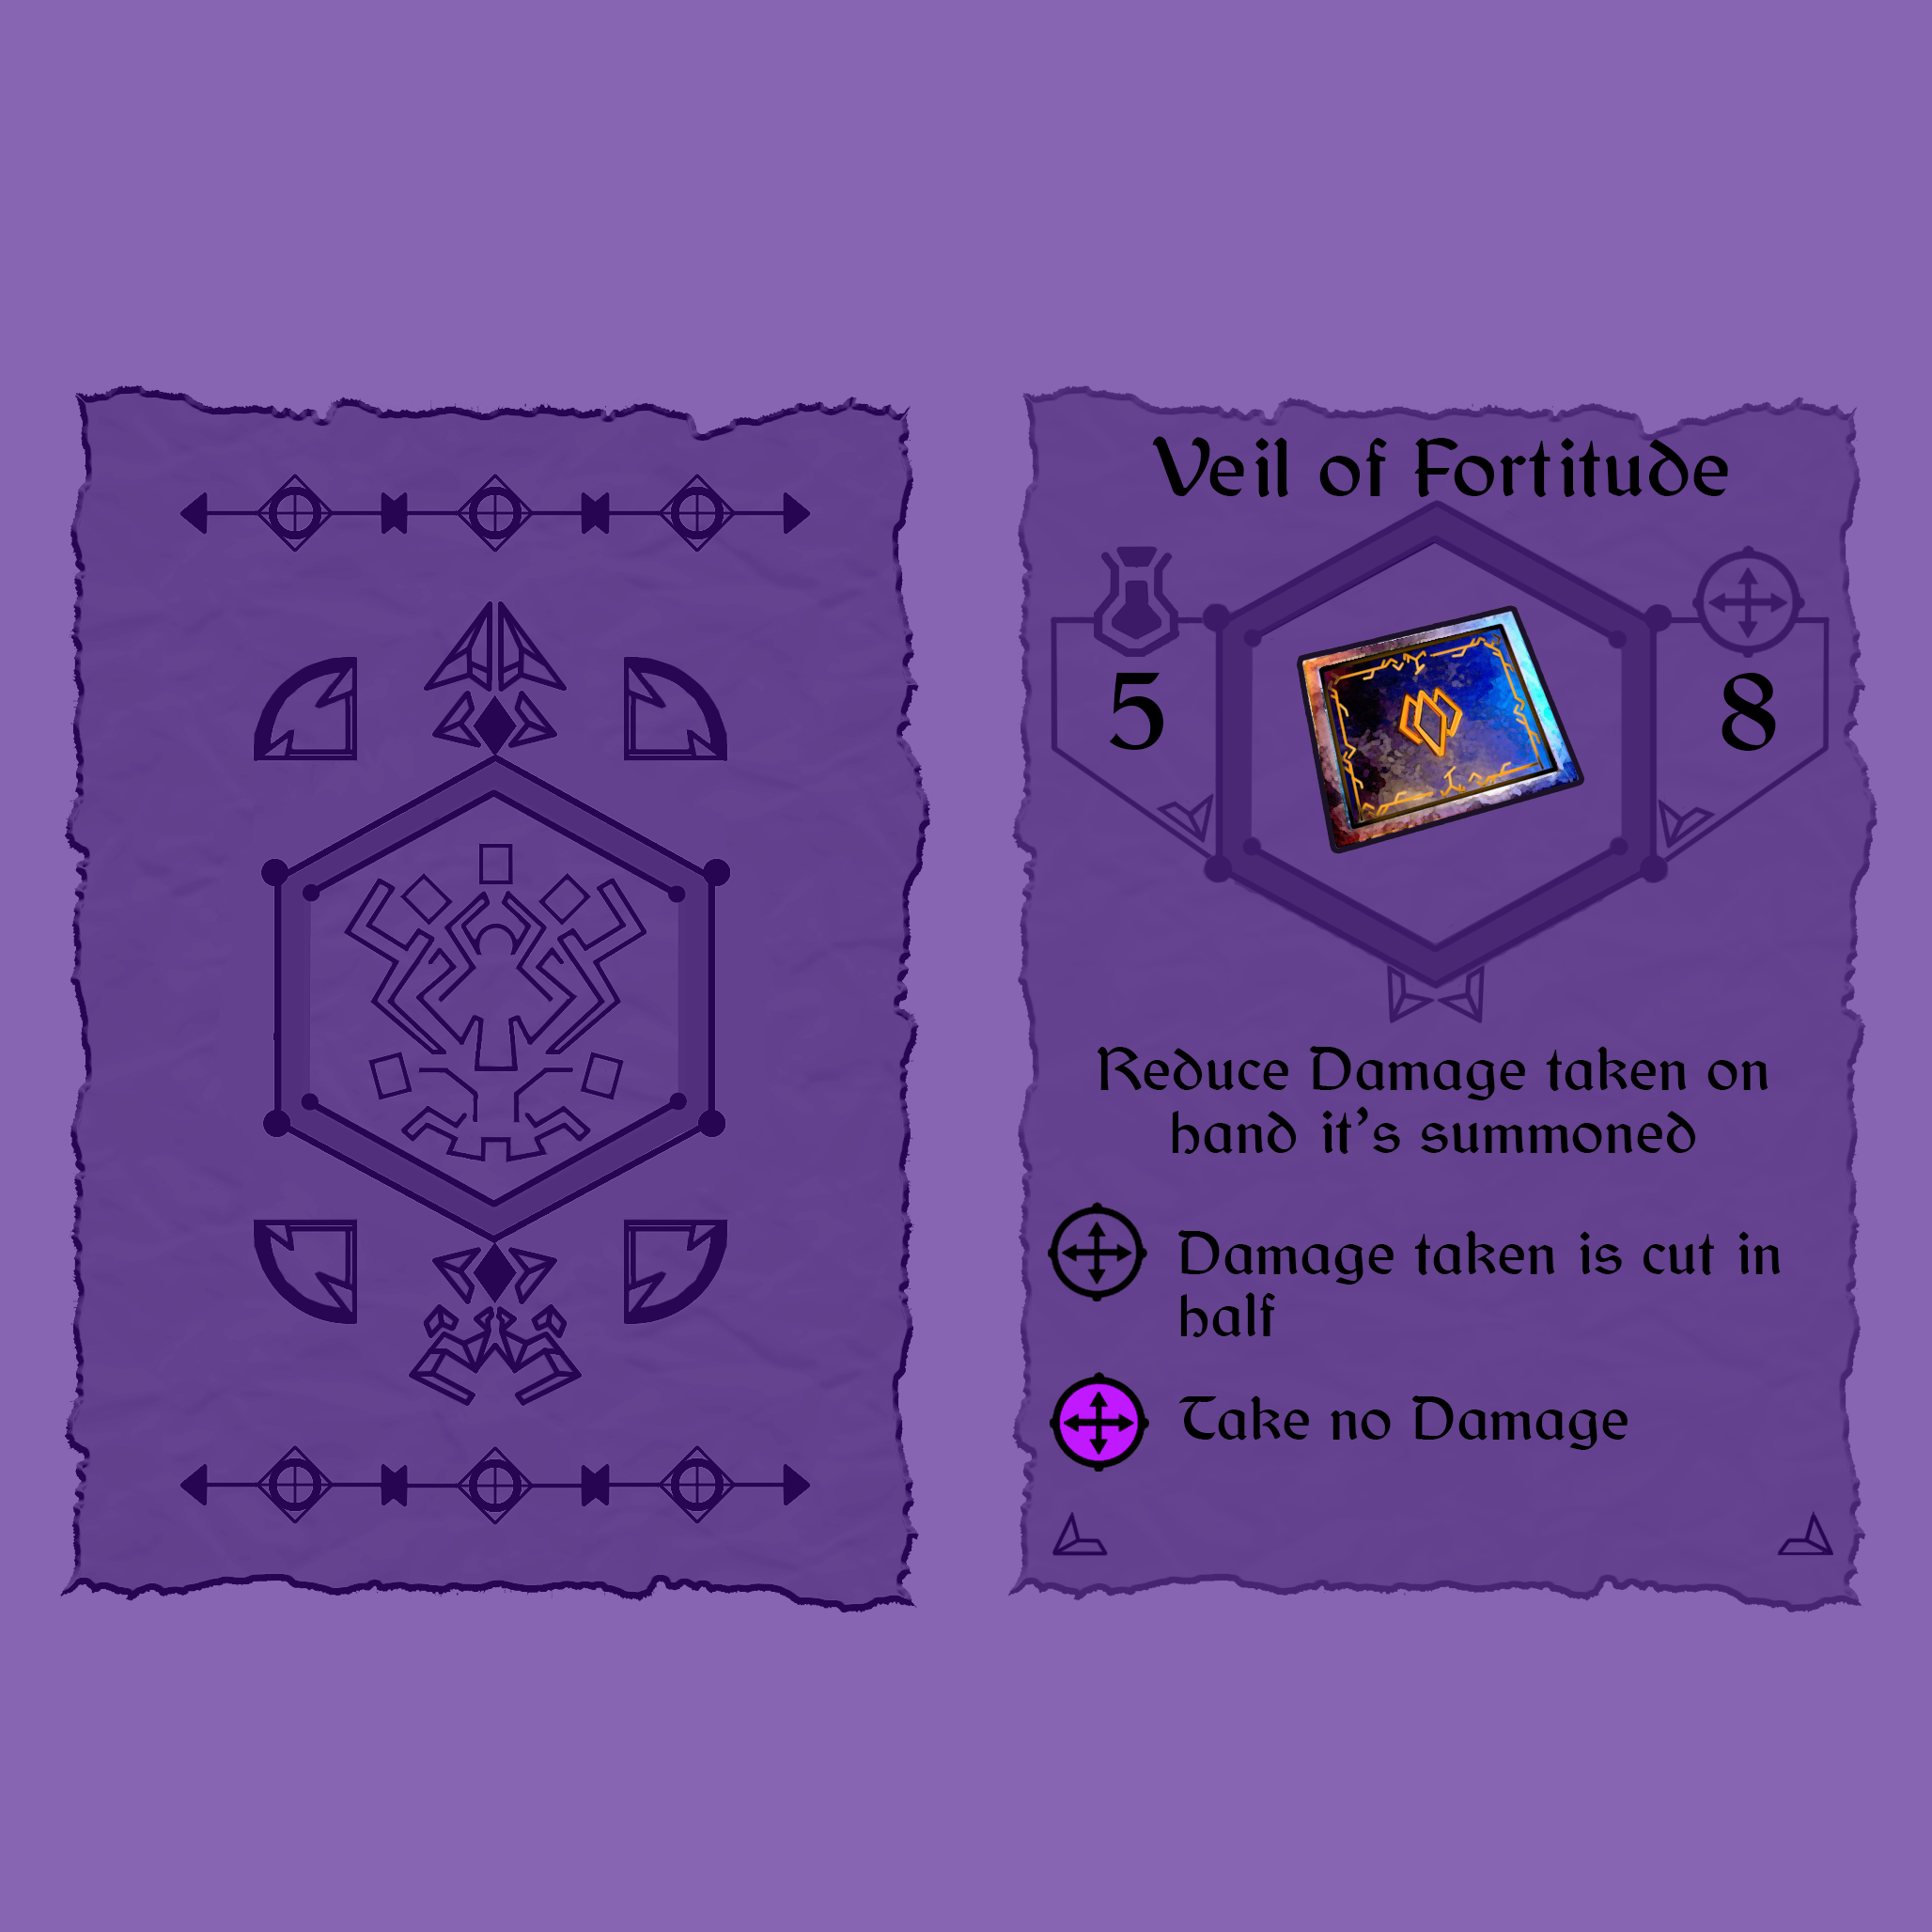 Veil of Fortitude
5
8
Reduce Damage taken on
hand it's summoned
Damage taken is cut in
half
Take no Damage